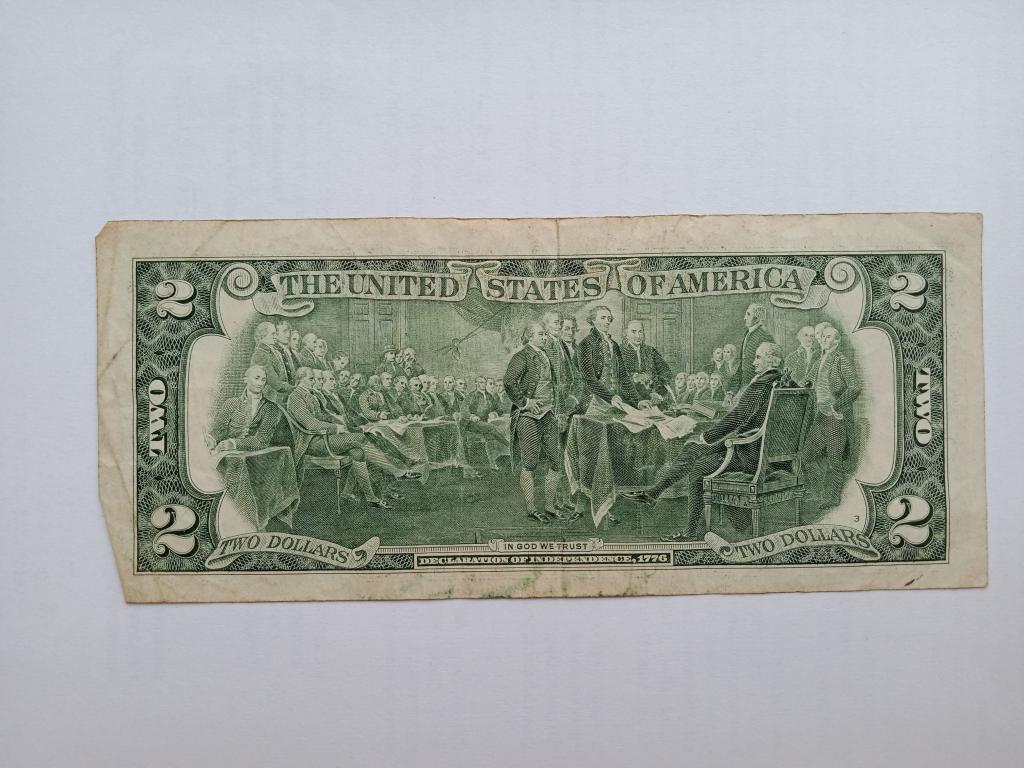 THE UNITED STATES OF AMERICA
2 2
TWO TWO
2 2
3
TWO DOLLARS IN GOD WE TRUST TWO DOLLARS
DECLARATION OF INDEPENDENCE, 1776